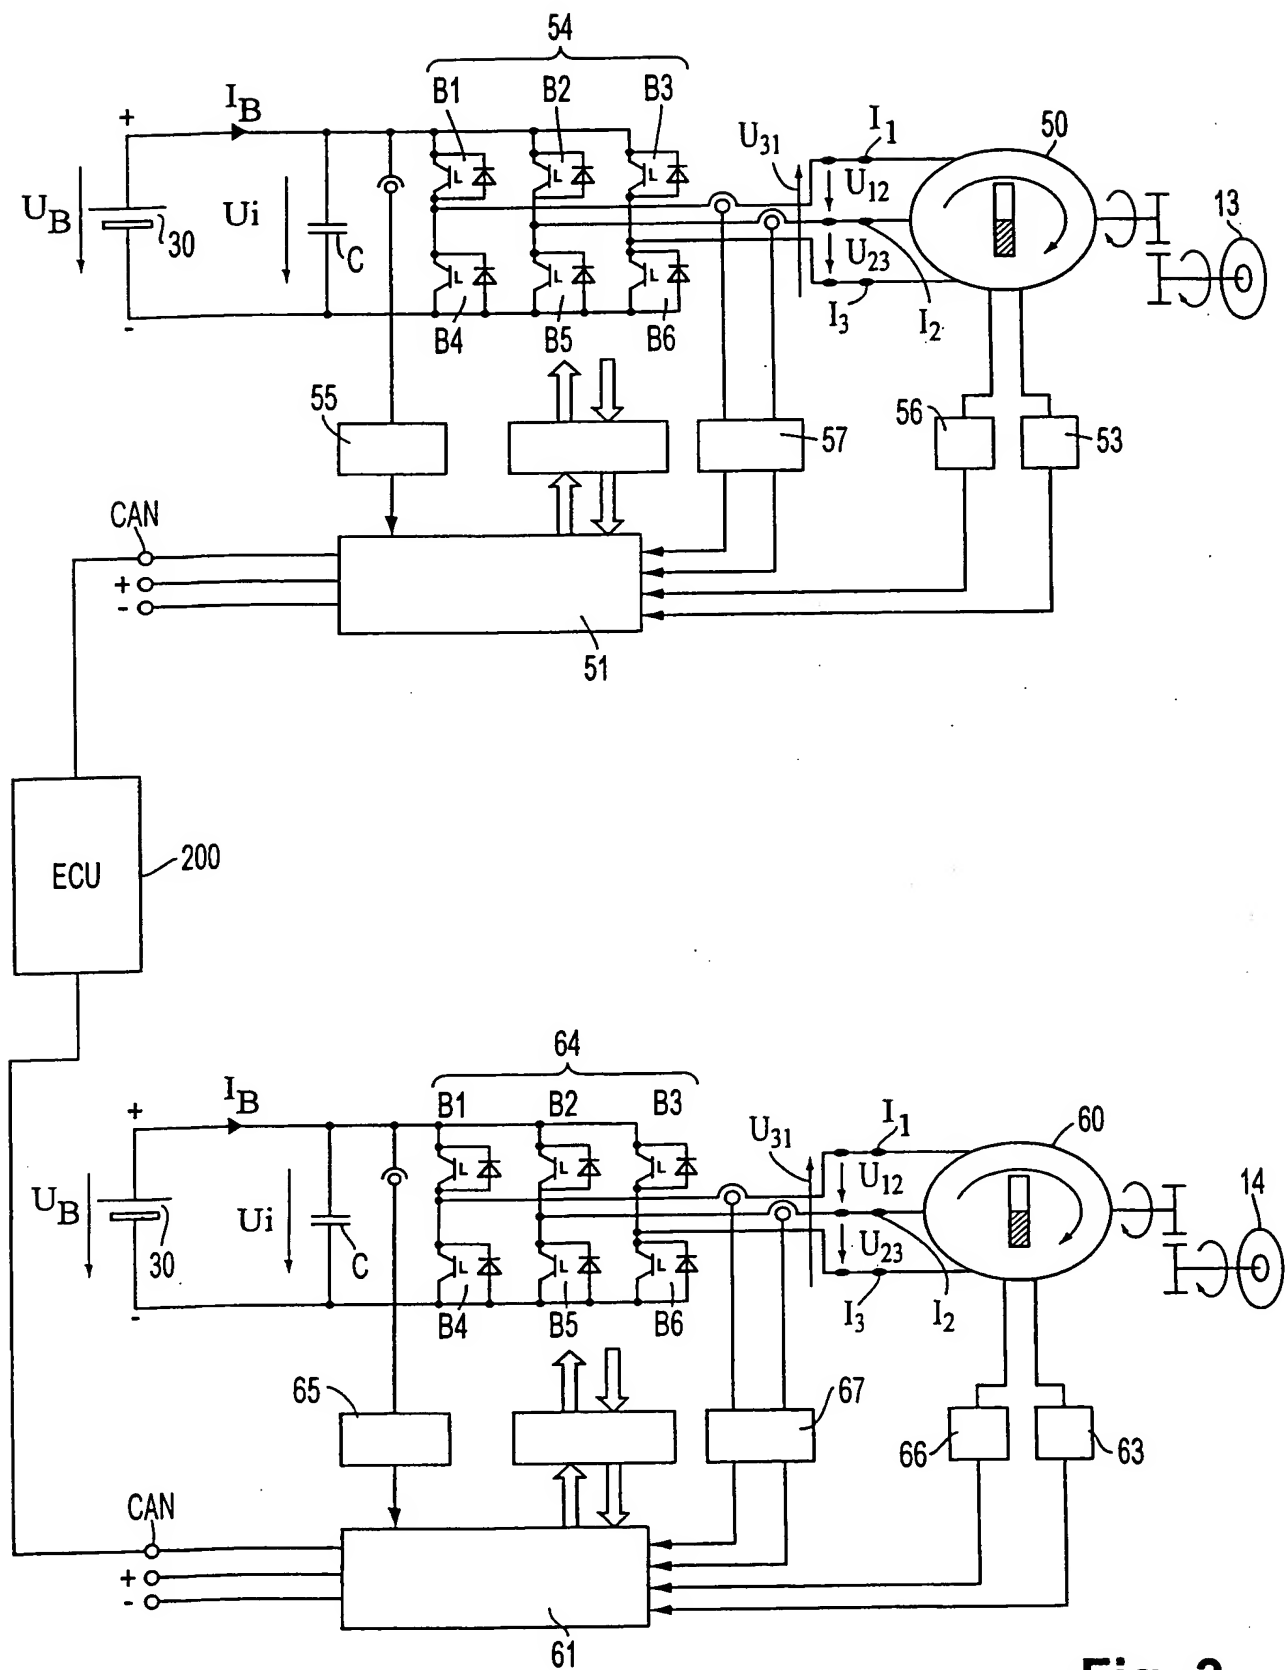 54
B1 B2 B3
+
I_B
U_B
30
Ui
C
-
B4 B5 B6
U_31
I_1
U_12
U_23
I_3
I_2
50
13
55
57
56
53
CAN
+
-
51
ECU
200
64
B1 B2 B3
+
I_B
U_B
30
Ui
C
-
B4 B5 B6
U_31
I_1
U_12
U_23
I_3
I_2
60
14
65
67
66
63
CAN
+
-
61